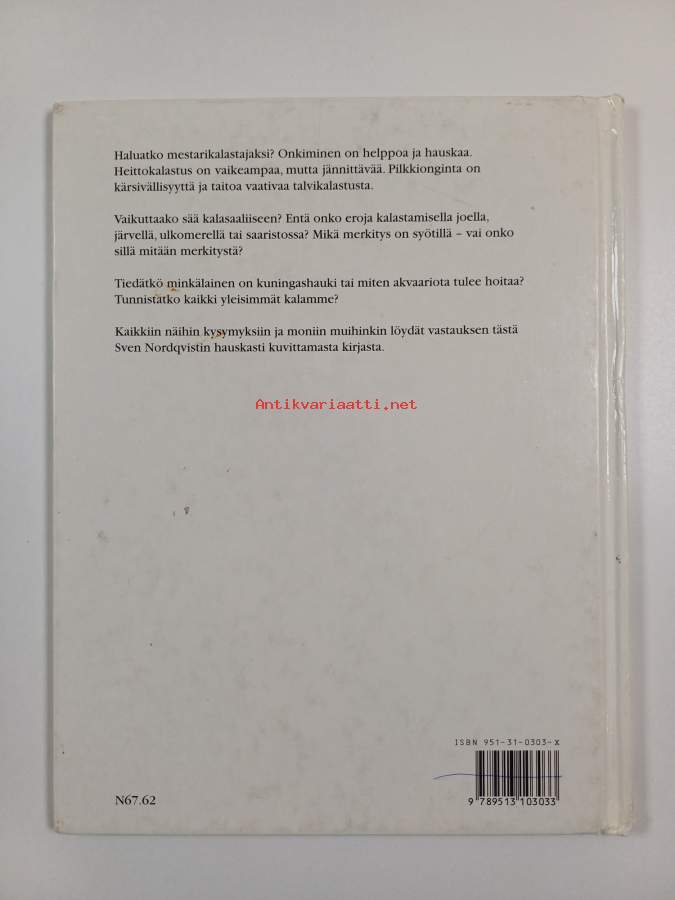 Haluatko mestarikalastajaksi? Onkiminen on helppoa ja hauskaa.
Heittokalastus on vaikeampaa, mutta jännittävää. Pilkkionginta on
kärsivällisyyttä ja taitoa vaativaa talvikalastusta.
Vaikuttaako sää kalasaaliiseen? Entä onko eroja kalastamisella joella,
järvellä, ulkomerellä tai saaristossa? Mikä merkitys on syötillä – vai onko
sillä mitään merkitystä?
Tiedätkö minkälainen on kuningashauki tai miten akvaariota tulee hoitaa?
Tunnistatko kaikki yleisimmät kalamme?
Kaikkiin näihin kysymyksiin ja moniin muihinkin löydät vastauksen tästä
Sven Nordqvistin hauskasti kuvittamasta kirjasta.
Antikvariaatti.net
ISBN 951-31-0303-X
9 789513 103033
N67.62